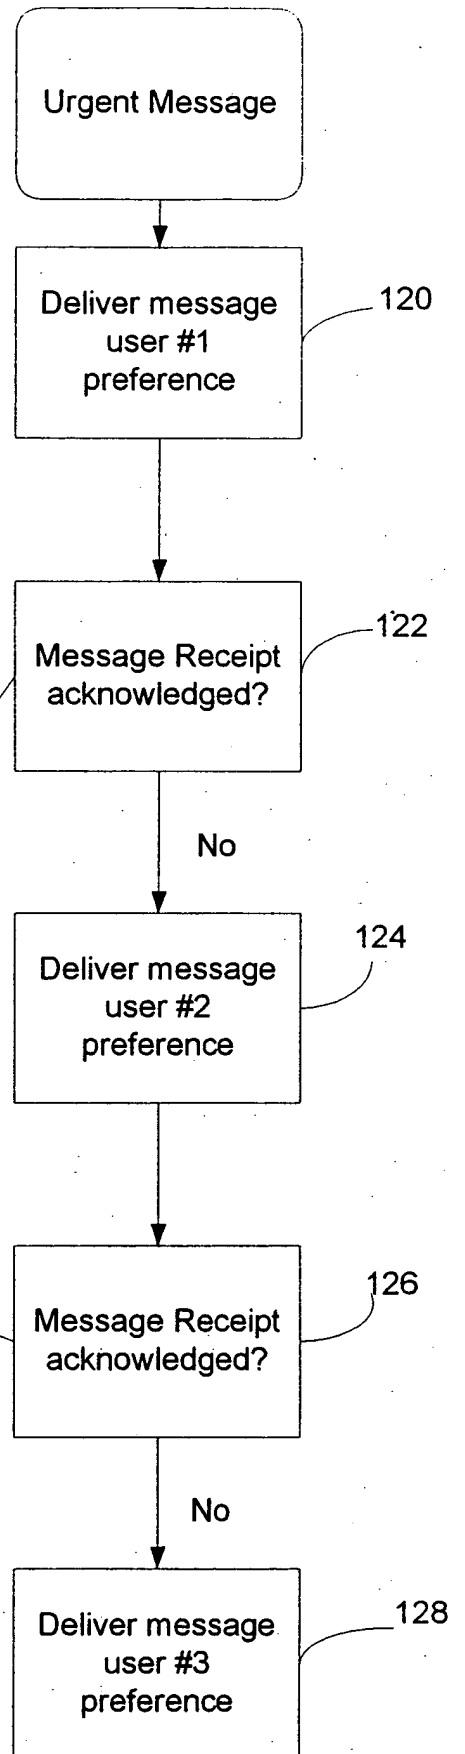 Urgent Message
Deliver message
user #1
preference
120
Message Receipt
acknowledged?
122
No
Deliver message
user #2
preference
124
Message Receipt
acknowledged?
126
No
Deliver message
user #3
preference
128